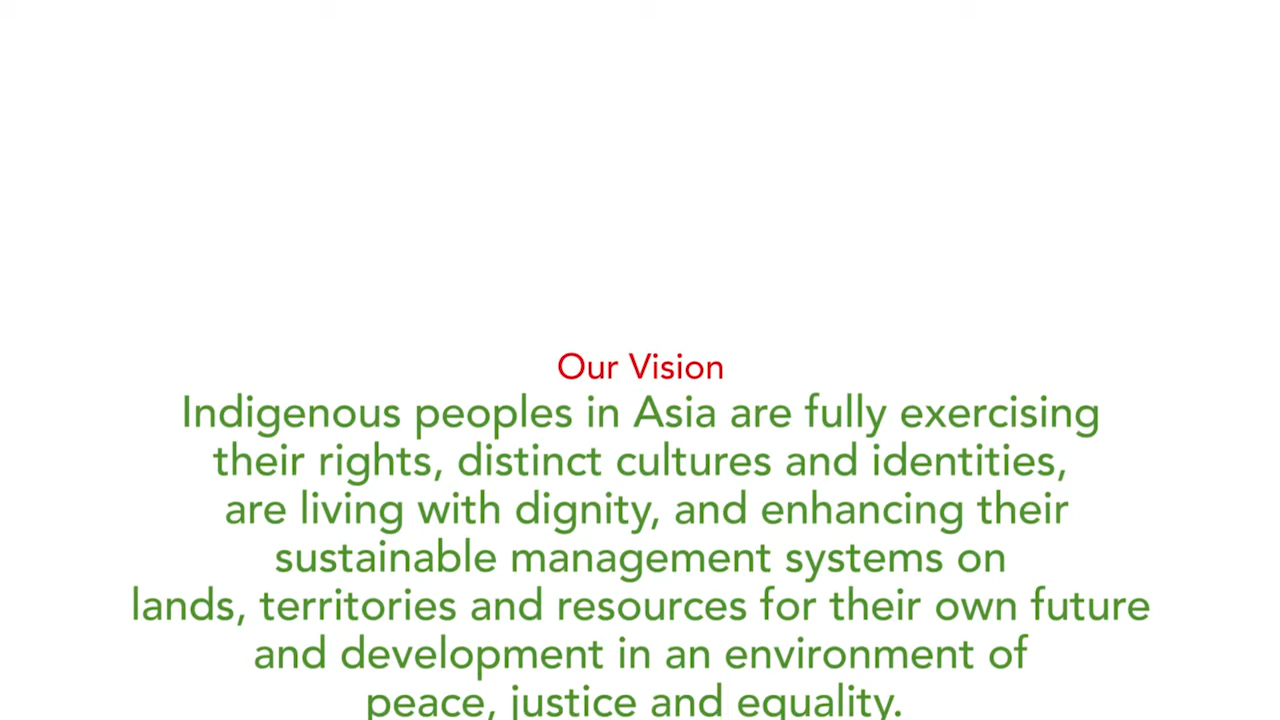 Our Vision
Indigenous peoples in Asia are fully exercising
their rights, distinct cultures and identities,
are living with dignity, and enhancing their
sustainable management systems on
lands, territories and resources for their own future
and development in an environment of
peace, justice and equality.